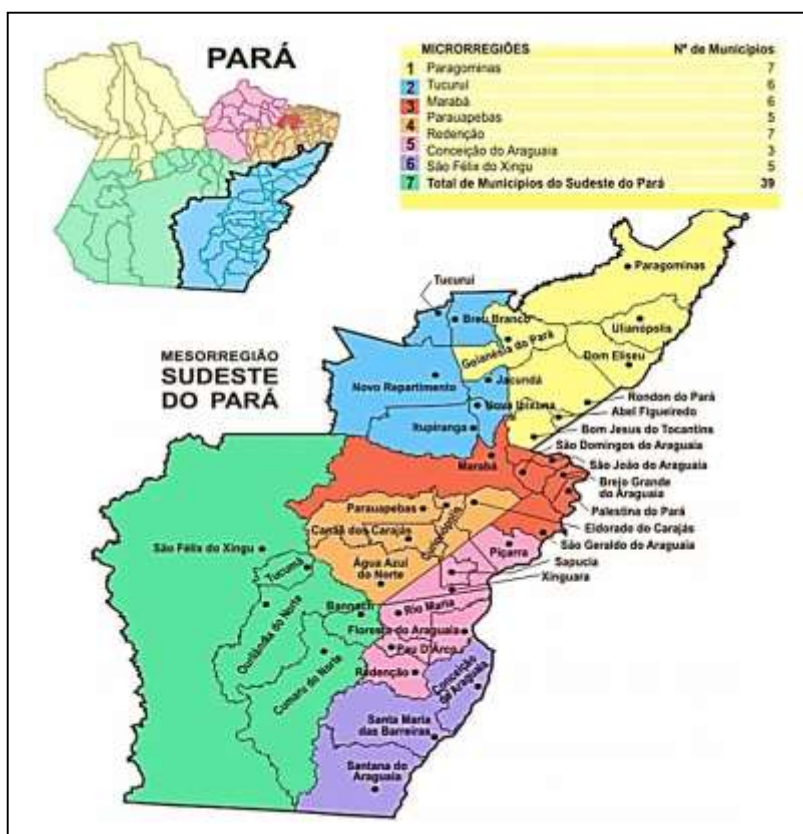 PARÁ
MICRORREGIÕES Nº de Municípios
1 Paragominas 7
2 Tucuruí 6
3 Marabá 6
4 Parauapebas 5
Redenção 7
5 Conceição do Araguaia 3
6 São Félix do Xingu 5
7 Total de Municípios do Sudeste do Pará 39
MESORREGIÃO
SUDESTE
DO PARÁ
Paragominas
Tucuruí
Breu Branco
Ulianópolis
Goianésia do Pará
Dom Eliseu
Novo Repartimento
Jacundá
Rondon do Pará
Nova Ipixuna
Abel Figueiredo
Itupiranga
Bom Jesus do Tocantins
São Domingos do Araguaia
Marabá
São João do Araguaia
Brejo Grande
do Araguaia
Parauapebas
Palestina do Pará
Eldorado do Carajás
Canaã dos Carajás
São Geraldo do Araguaia
São Félix do Xingu
Piçarra
Água Azul
do Norte
Sapucia
Tucumã
Xinguara
Bannach
Rio Maria
Ourilândia do Norte
Floresta do Araguaia
Pau D'Arco
Cumaru do Norte
Redenção
Conceição
do Araguaia
Santa Maria
das Barreiras
Santana do
Araguaia